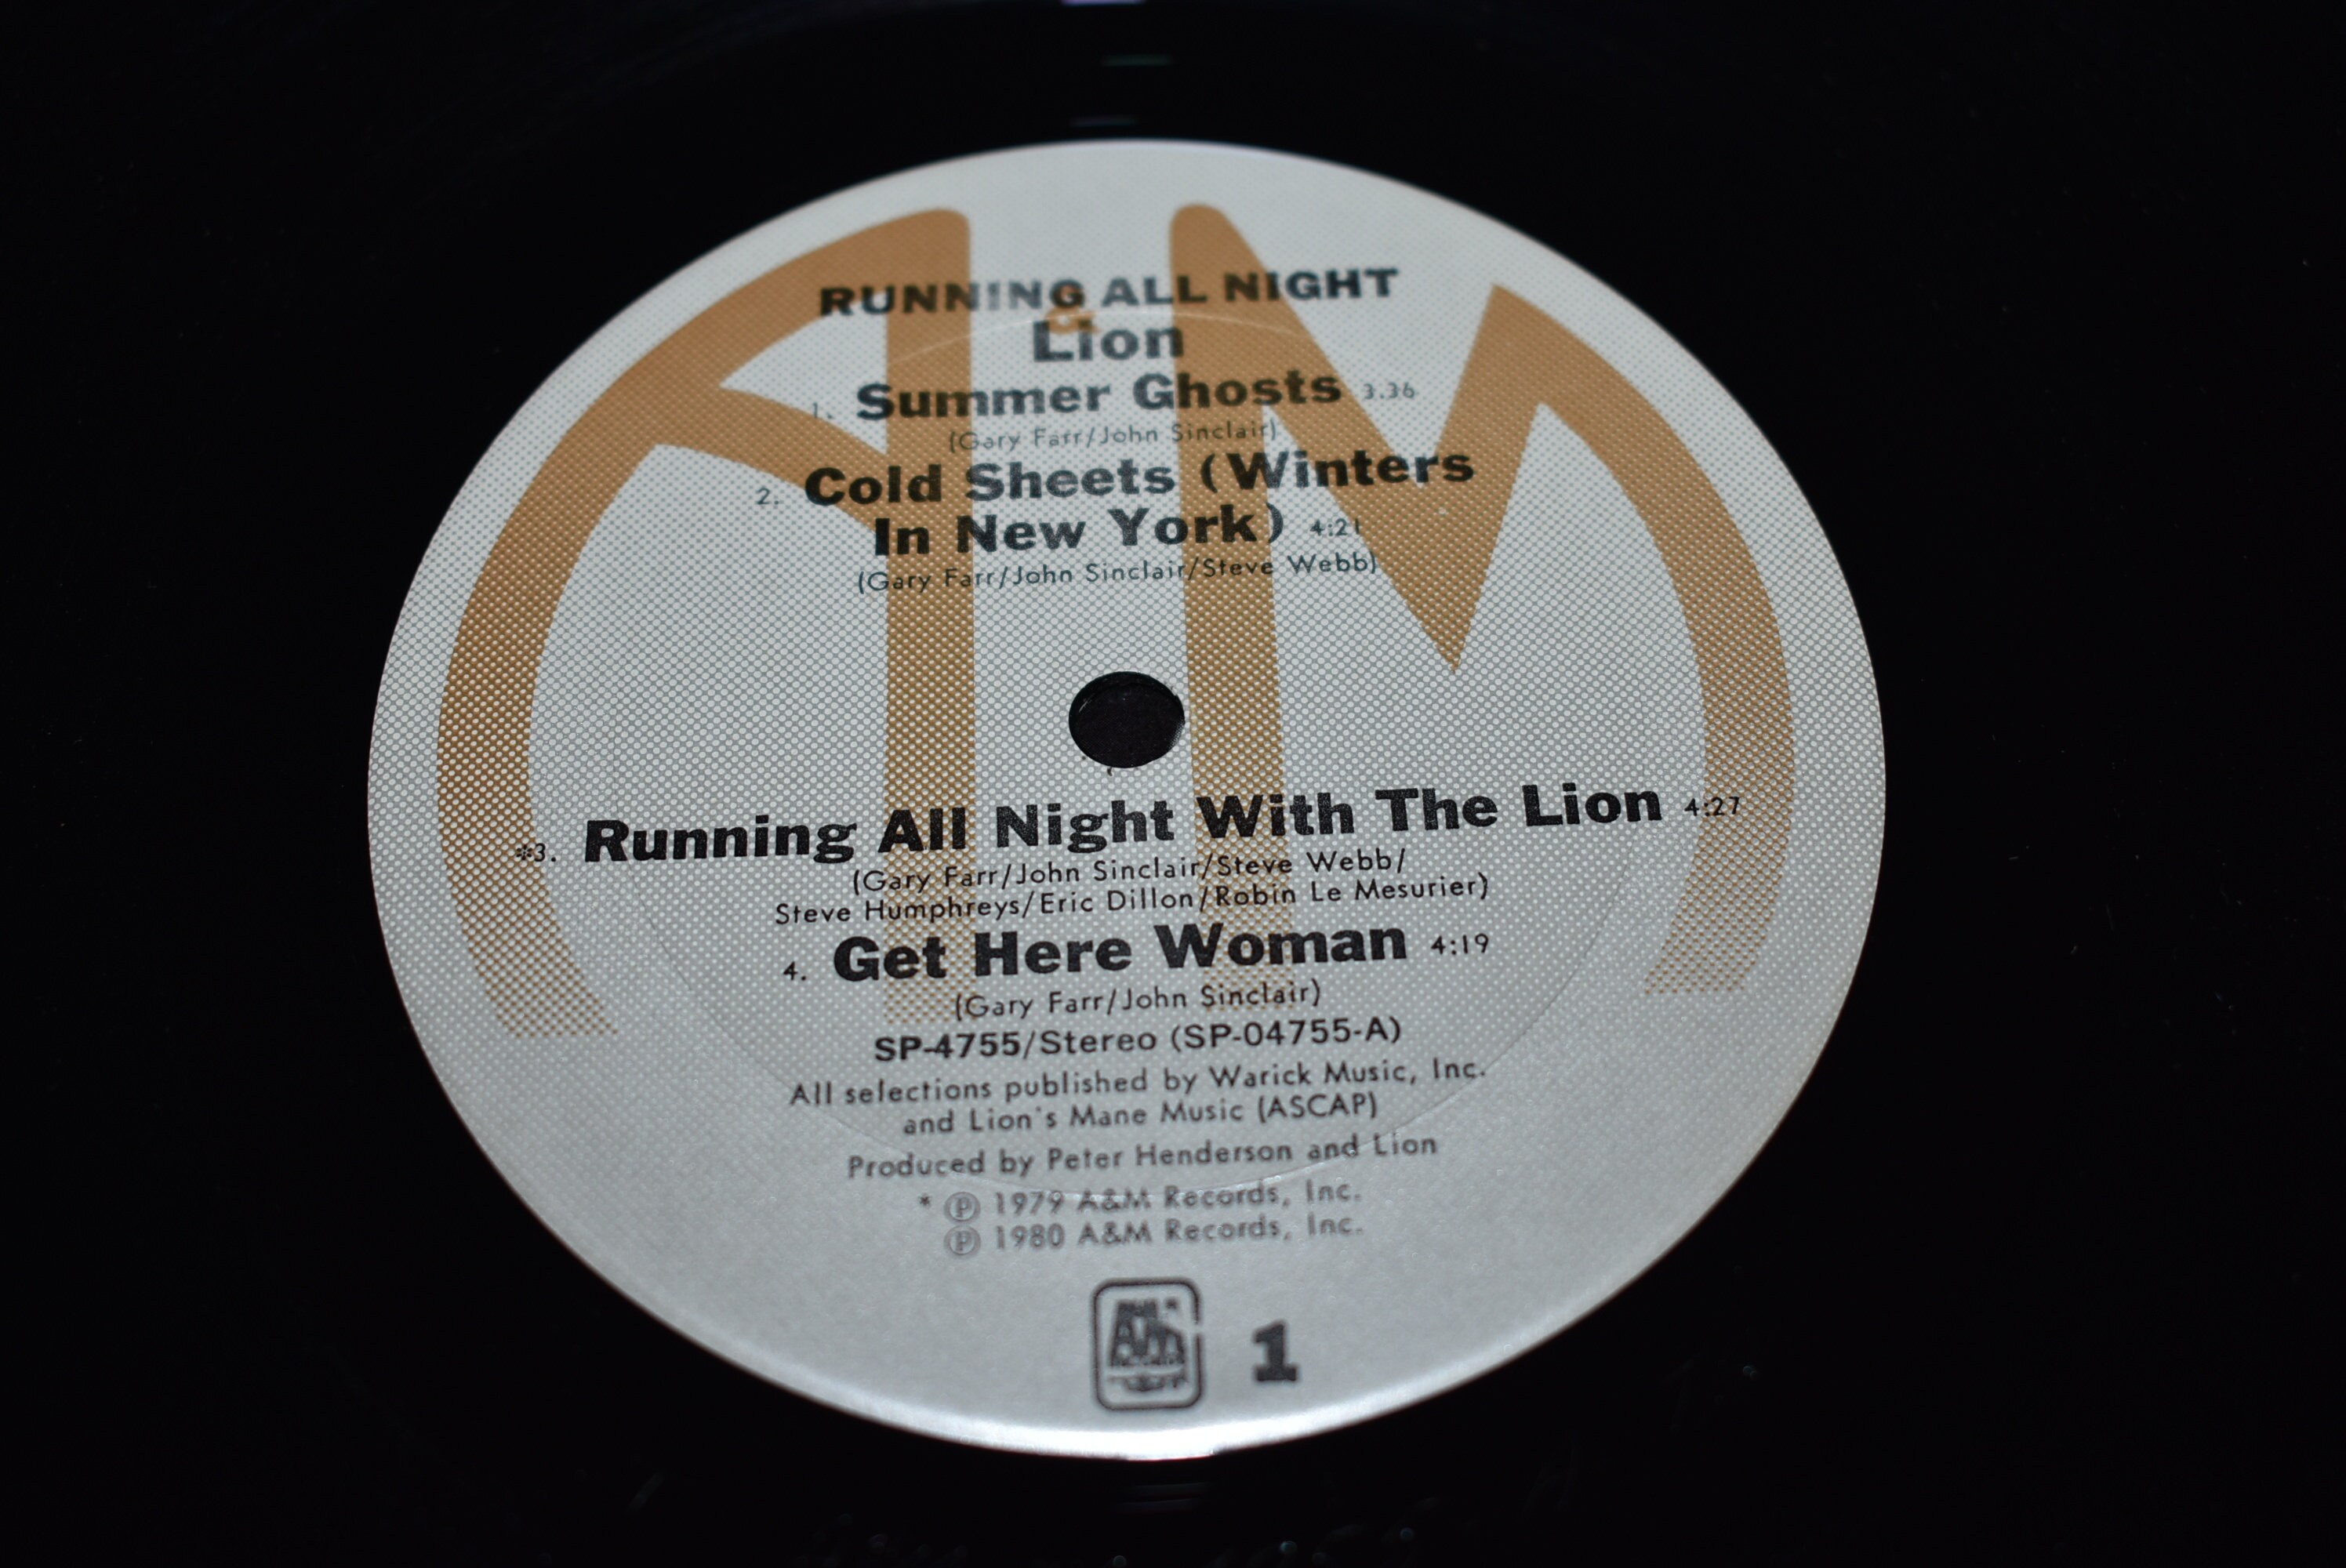 RUNNING ALL NIGHT
Lion
1. Summer Ghosts 3.36
(Gary Farr/John Sinclair)
2. Cold Sheets (Winters
In New York) 4:21
(Gary Farr/John Sinclair/Steve Webb)
*3. Running All Night With The Lion 4:27
(Gary Farr/John Sinclair/Steve Webb/
Steve Humphreys/Eric Dillon/Robin Le Mesurier)
4. Get Here Woman 4:19
(Gary Farr/John Sinclair)
SP-4755/Stereo (SP-04755-A)
All selections published by Warick Music, Inc.
and Lion's Mane Music (ASCAP)
Produced by Peter Henderson and Lion
* ℗ 1979 A&M Records, Inc.
℗ 1980 A&M Records, Inc.
A&M
1